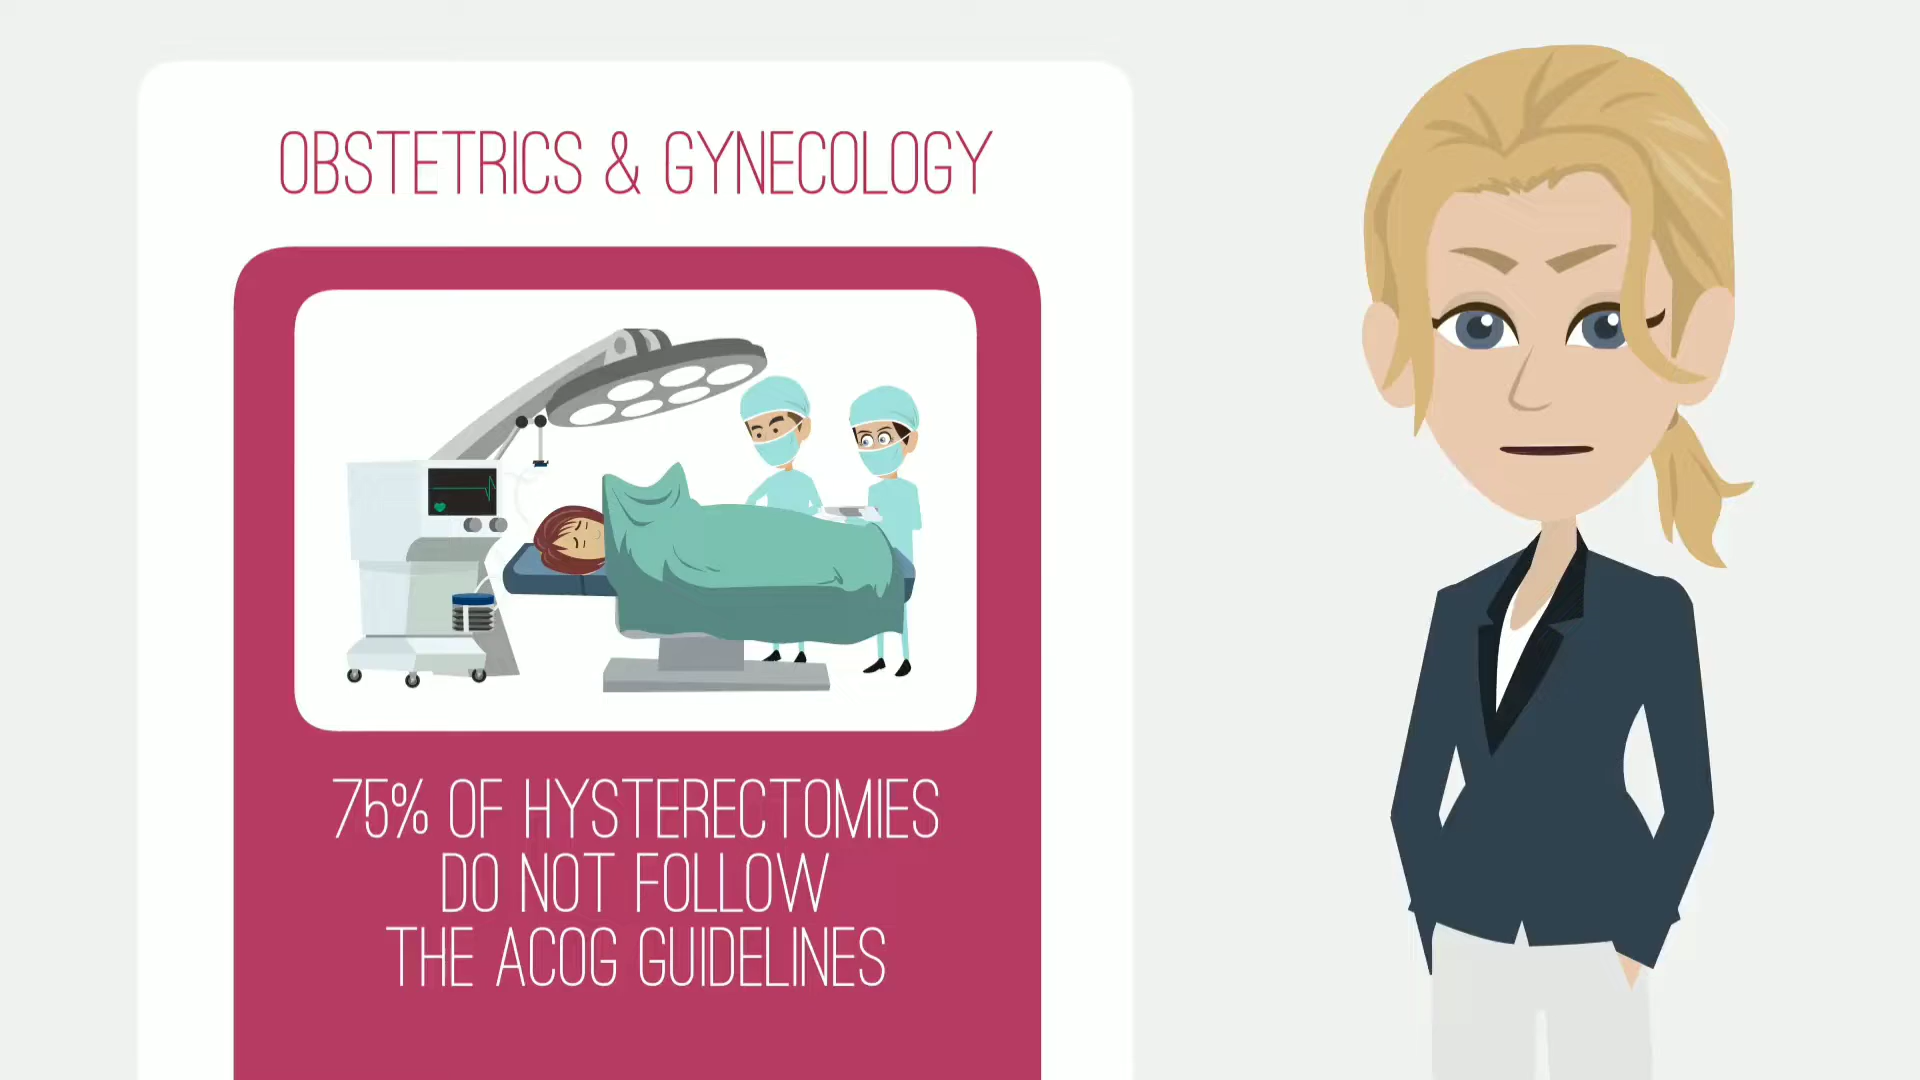 OBSTETRICS & GYNECOLOGY
75% OF HYSTERECTOMIES
DO NOT FOLLOW
THE ACOG GUIDELINES